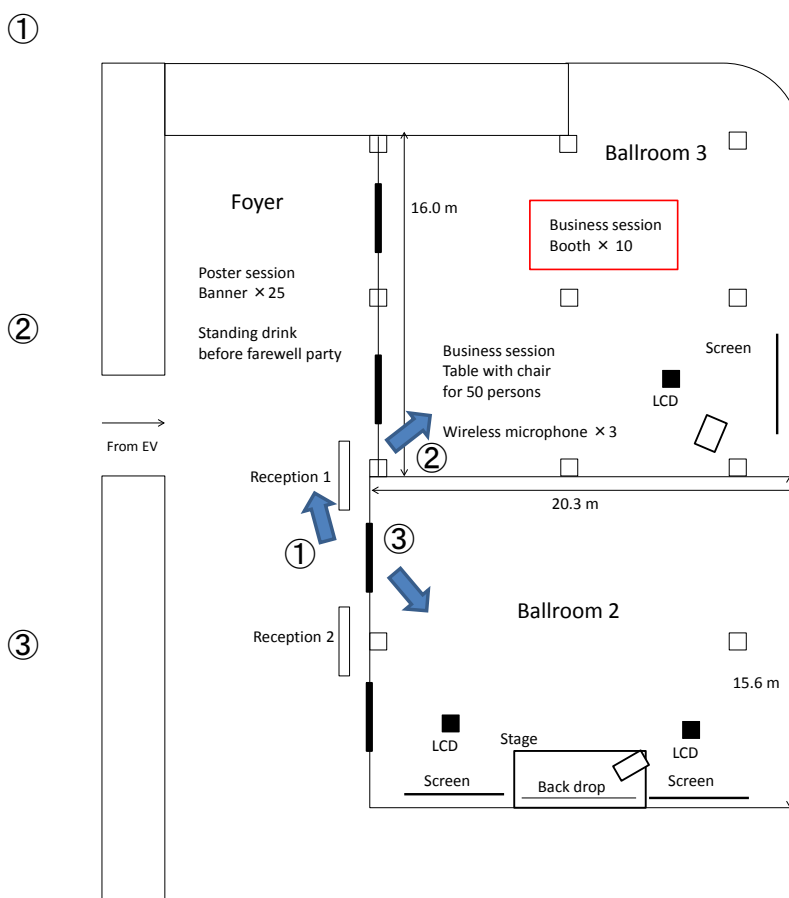 ①
②
③
Foyer
Poster session
Banner ×25
Standing drink
before farewell party
From EV
Reception 1
①
Reception 2
16.0 m
Ballroom 3
Business session
Booth × 10
Business session
Table with chair
for 50 persons
Wireless microphone ×3
②
Screen
LCD
20.3 m
③
Ballroom 2
15.6 m
LCD
Stage
LCD
Screen
Back drop
Screen